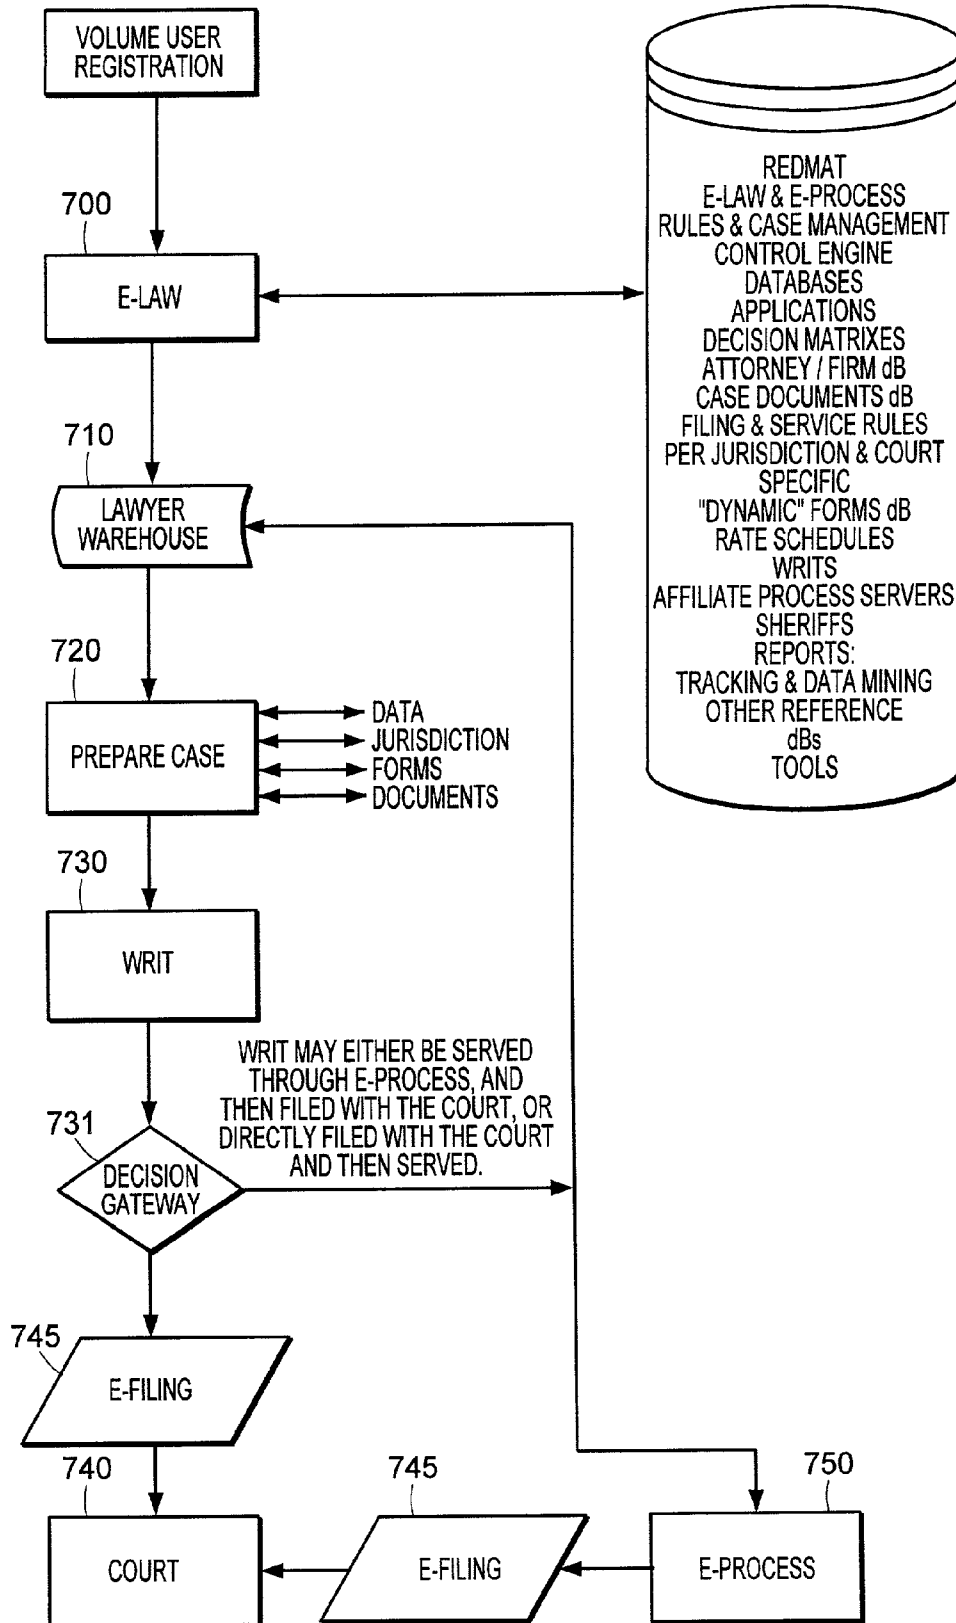 VOLUME USER
REGISTRATION
700
E-LAW
710
LAWYER
WAREHOUSE
720
PREPARE CASE
DATA
JURISDICTION
FORMS
DOCUMENTS
730
WRIT
WRIT MAY EITHER BE SERVED
THROUGH E-PROCESS, AND
THEN FILED WITH THE COURT, OR
DIRECTLY FILED WITH THE COURT
AND THEN SERVED.
731
DECISION
GATEWAY
745
E-FILING
740
COURT
745
E-FILING
750
E-PROCESS
REDMAT
E-LAW & E-PROCESS
RULES & CASE MANAGEMENT
CONTROL ENGINE
DATABASES
APPLICATIONS
DECISION MATRIXES
ATTORNEY / FIRM dB
CASE DOCUMENTS dB
FILING & SERVICE RULES
PER JURISDICTION & COURT
SPECIFIC
"DYNAMIC" FORMS dB
RATE SCHEDULES
WRITS
AFFILIATE PROCESS SERVERS
SHERIFFS
REPORTS:
TRACKING & DATA MINING
OTHER REFERENCE
dBs
TOOLS